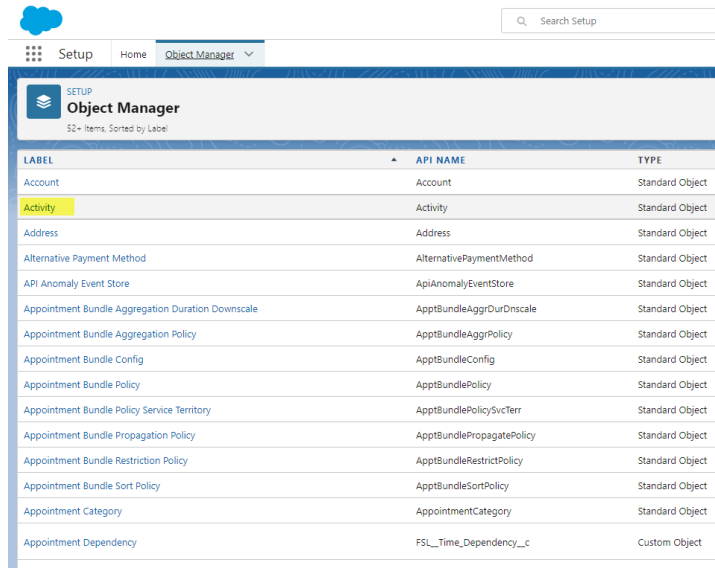 Search Setup
Setup Home Object Manager
SETUP
Object Manager
52+ Items, Sorted by Label
LABEL API NAME TYPE
Account Account Standard Object
Activity Activity Standard Object
Address Address Standard Object
Alternative Payment Method AlternativePaymentMethod Standard Object
API Anomaly Event Store ApiAnomalyEventStore Standard Object
Appointment Bundle Aggregation Duration Downscale ApptBundleAggrDurDnscale Standard Object
Appointment Bundle Aggregation Policy ApptBundleAggrPolicy Standard Object
Appointment Bundle Config ApptBundleConfig Standard Object
Appointment Bundle Policy ApptBundlePolicy Standard Object
Appointment Bundle Policy Service Territory ApptBundlePolicySvcTerr Standard Object
Appointment Bundle Propagation Policy ApptBundlePropagatePolicy Standard Object
Appointment Bundle Restriction Policy ApptBundleRestrictPolicy Standard Object
Appointment Bundle Sort Policy ApptBundleSortPolicy Standard Object
Appointment Category AppointmentCategory Standard Object
Appointment Dependency FSL__Time_Dependency__c Custom Object